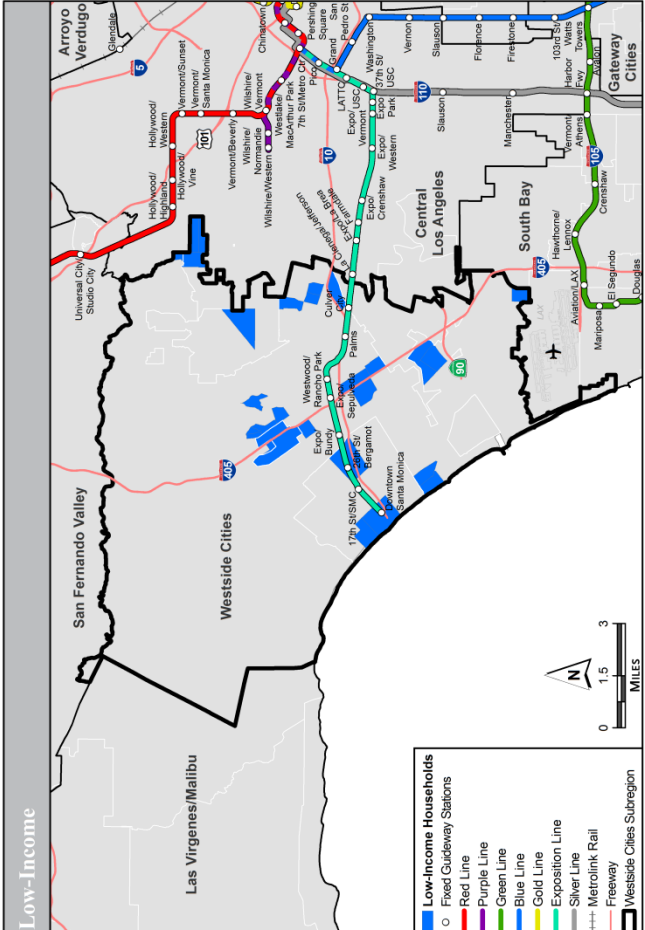 Low-Income
Arroyo
Verdugo
Glendale
5
San Fernando Valley
Universal City/
Studio City
Hollywood/
Highland
Hollywood/
Vine
Hollywood/
Western
Vermont/Sunset
Vermont/
Santa Monica
101
Vermont/Beverly
Wilshire/
Vermont
Wilshire/
Normandie
Wilshire/Western
Westlake/
MacArthur Park
7th St/Metro Ctr
Chinatown
Pershing
Square
Grand
San
Pedro St
Pico
LATTC
Washington
Vernon
Slauson
Florence
Firestone
103rd St/
Watts
Towers
37th St/
USC
Expo
Park
Expo/
USC
Expo/
Vermont
Expo/
Western
Expo/
Crenshaw
Farmdale
Expo/La Brea
La Cienega/Jefferson
10
110
Slauson
Manchester
Harbor
Fwy
Avalon
Gateway
Cities
Vermont/
Athens
105
Crenshaw
Hawthorne/
Lennox
Aviation/LAX
Mariposa
El Segundo
Douglas
LAX
South Bay
405
Central
Los Angeles
Culver
City
Palms
Westwood/
Rancho Park
Expo/
Sepulveda
90
Expo/
Bundy
26th St/
Bergamot
17th St/SMC
Downtown
Santa Monica
405
Westside Cities
Las Virgenes/Malibu
N
0
1.5
3
MILES
Low-Income Households
Fixed Guideway Stations
Red Line
Purple Line
Green Line
Blue Line
Gold Line
Exposition Line
Silver Line
Metrolink Rail
Freeway
Westside Cities Subregion